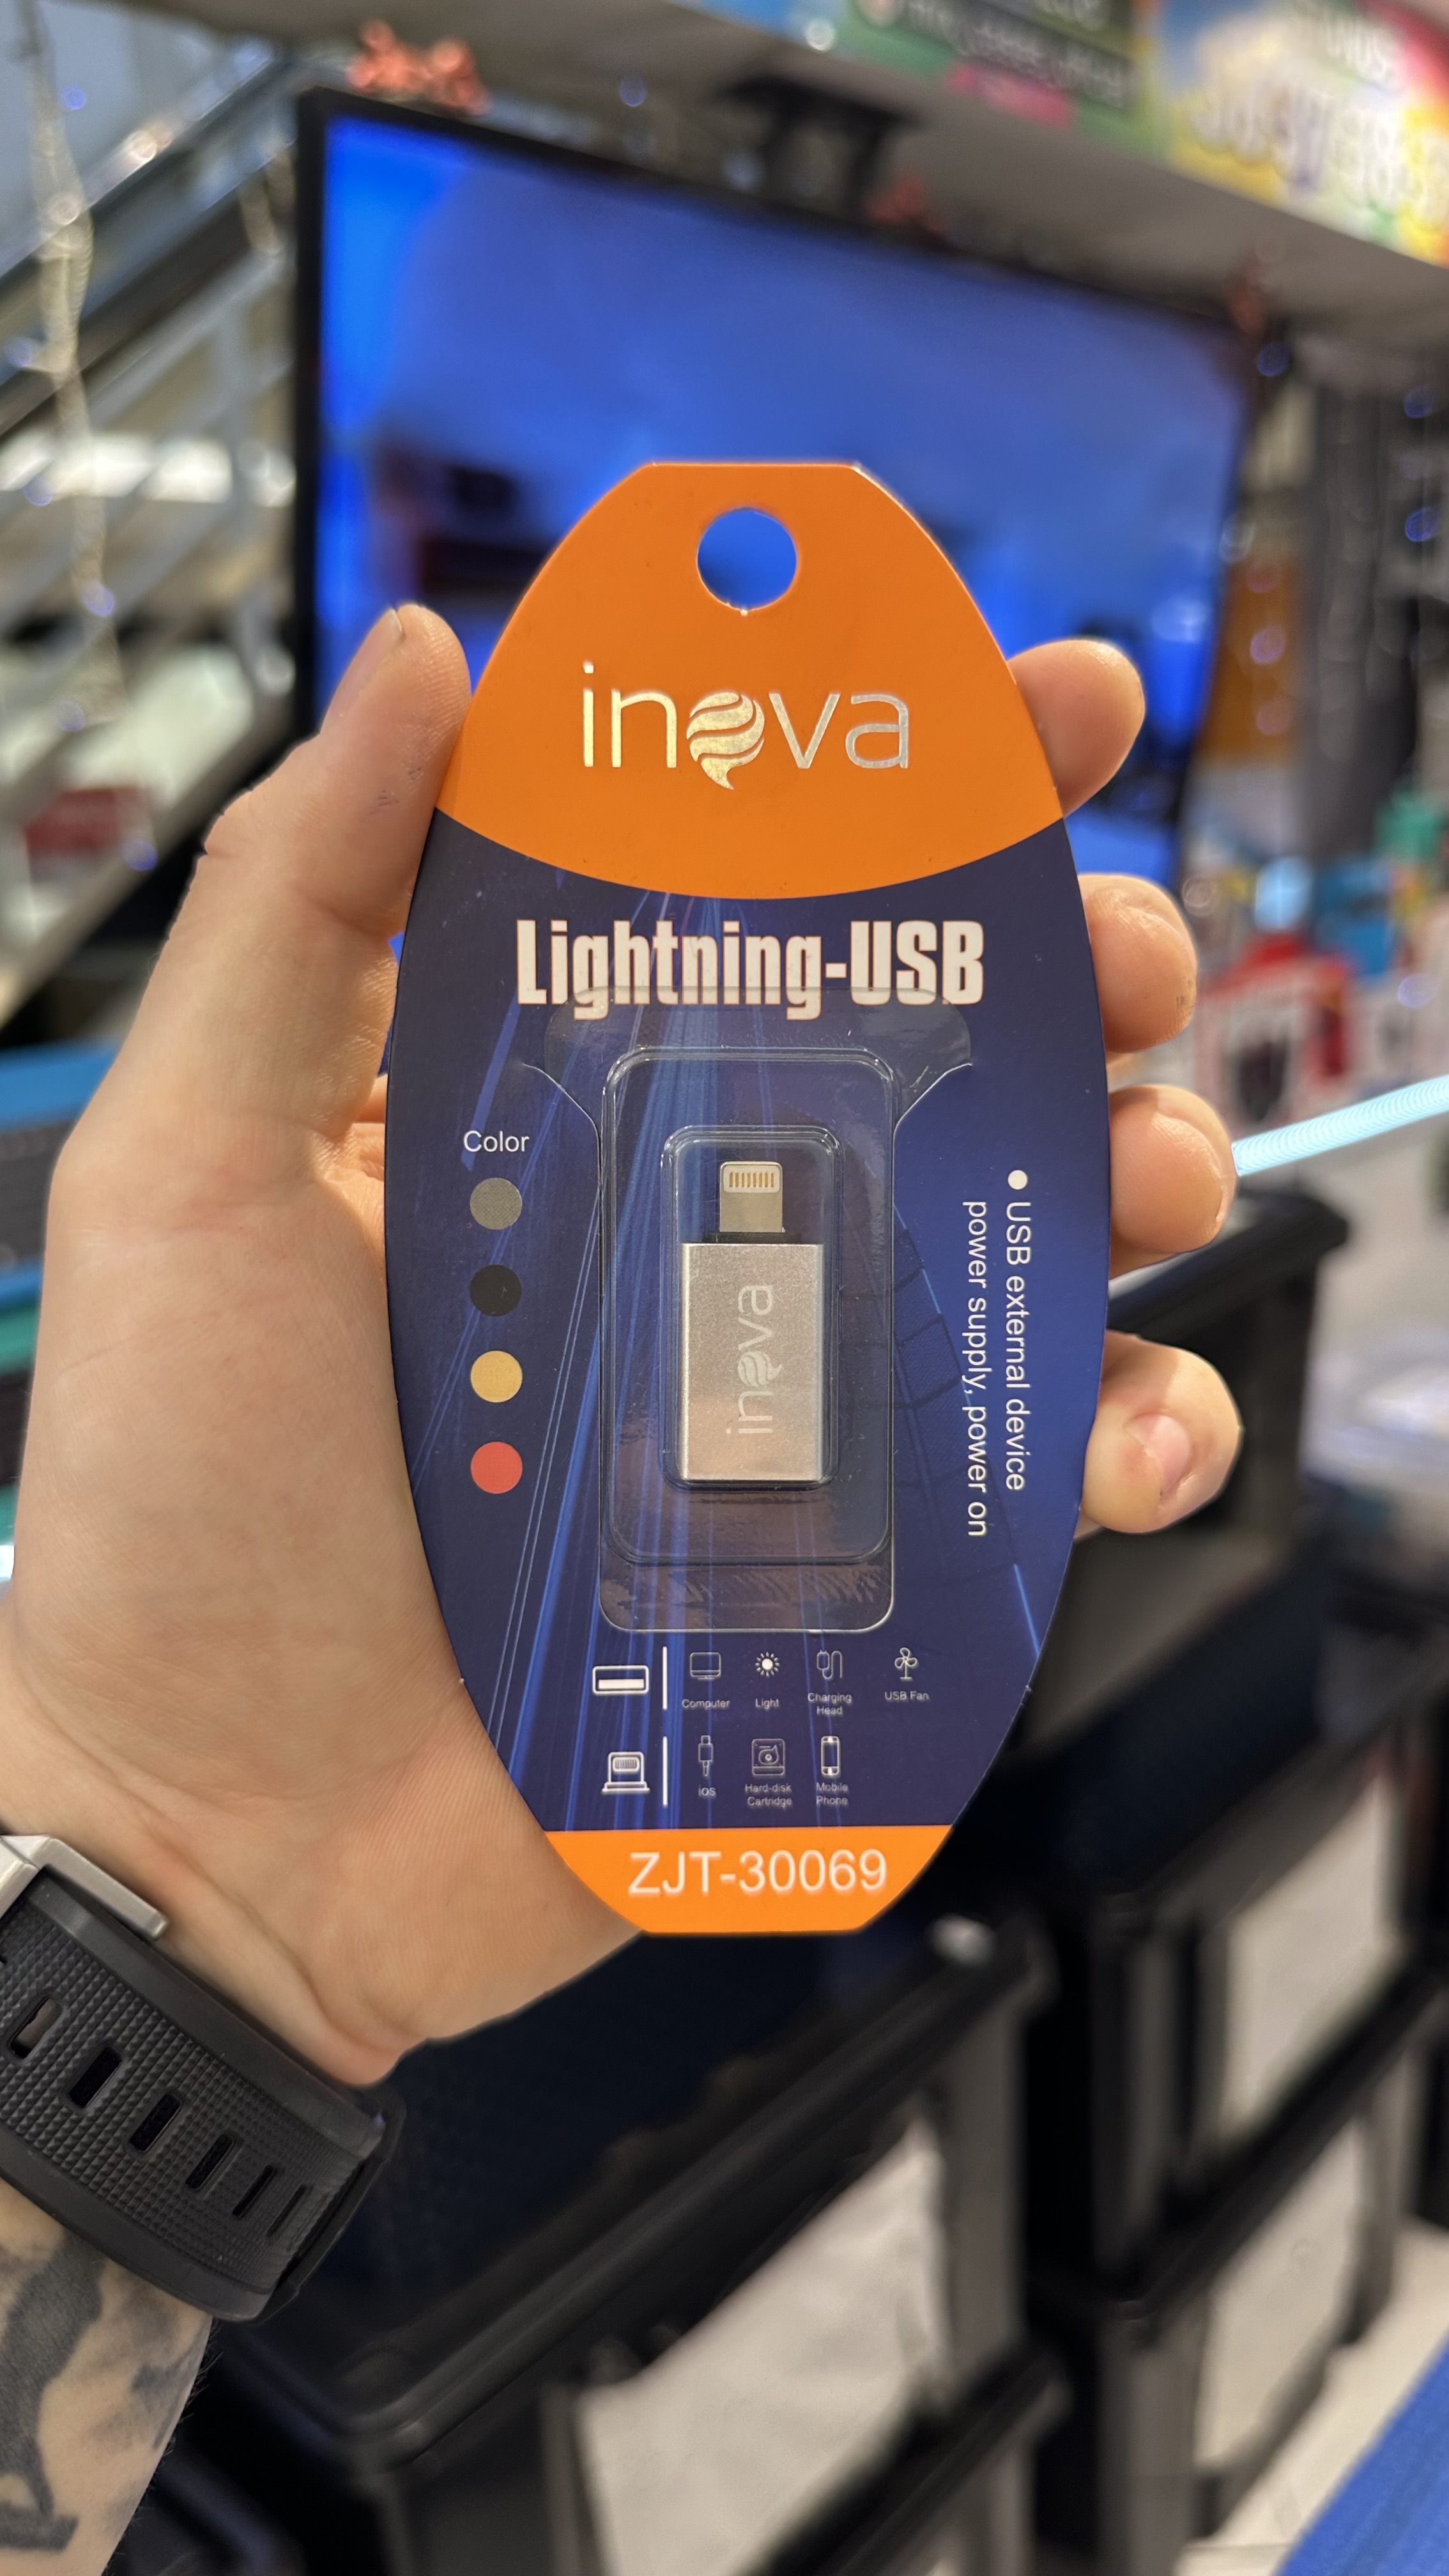 inova
Lightning-USB
Color
inova
● USB external device
power supply, power on
Computer
Light
Charging
Head
USB Fan
iOS
Hard-disk
Cartridge
Mobile
Phone
ZJT-30069